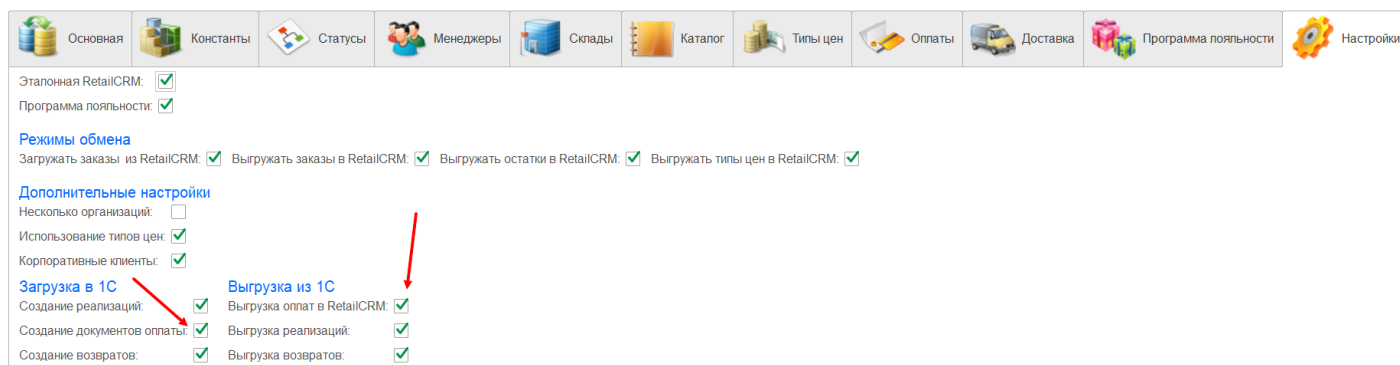 Основная Константы Статусы Менеджеры Склады Каталог Типы цен Оплаты Доставка Программа лояльности Настройки
Эталонная RetailCRM:
Программа лояльности:
Режимы обмена
Загружать заказы из RetailCRM: Выгружать заказы в RetailCRM: Выгружать остатки в RetailCRM: Выгружать типы цен в RetailCRM:
Дополнительные настройки
Несколько организаций:
Использование типов цен:
Корпоративные клиенты:
Загрузка в 1С Выгрузка из 1С
Создание реализаций: Выгрузка оплат в RetailCRM:
Создание документов оплаты: Выгрузка реализаций:
Создание возвратов: Выгрузка возвратов: